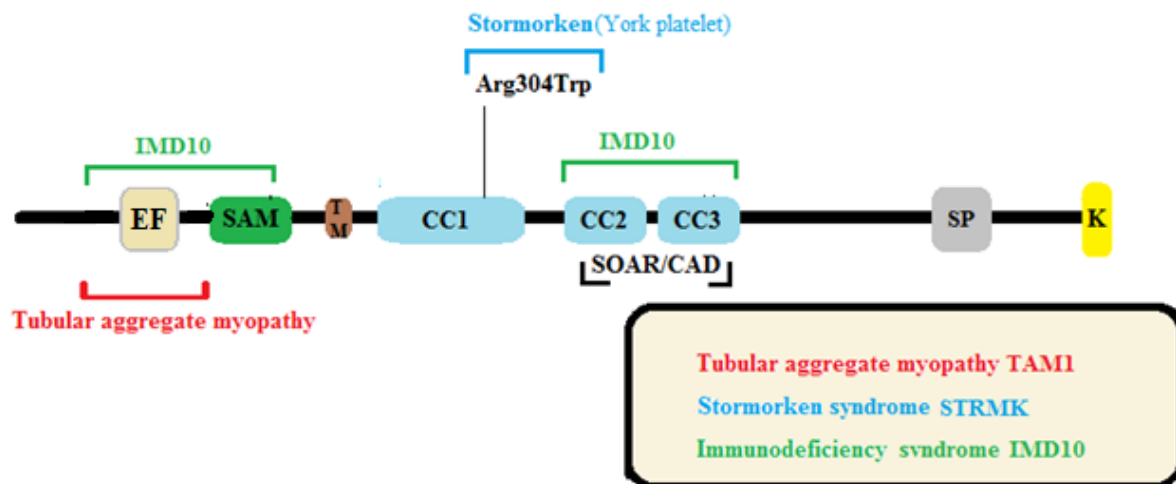 Stormorken(York platelet)
Arg304Trp
IMD10
IMD10
EF
SAM
T
M
CC1
CC2
CC3
SP
K
SOAR/CAD
Tubular aggregate myopathy
Tubular aggregate myopathy TAM1
Stormorken syndrome STRMK
Immunodeficiency svndrome IMD10